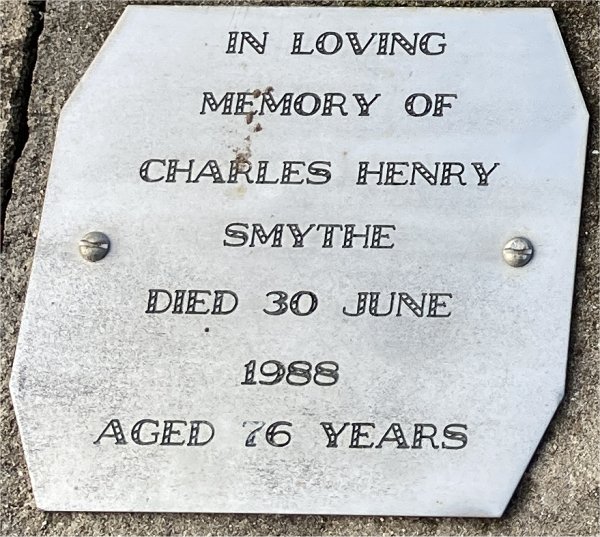 IN LOVING
MEMORY OF
CHARLES HENRY
SMYTHE
DIED 30 JUNE
1988
AGED 76 YEARS